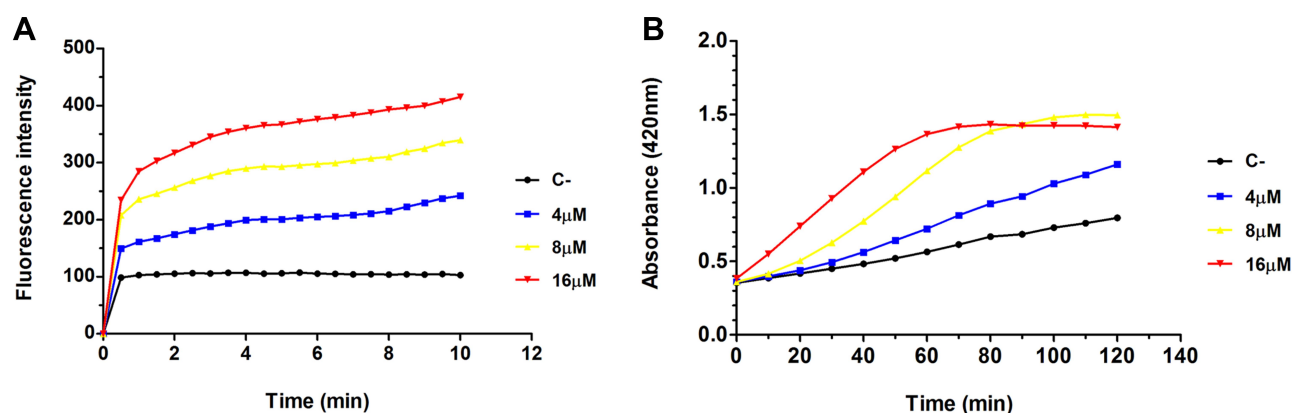 A
Fluorescence intensity
500
400
300
200
100
0
0 2 4 6 8 10 12
Time (min)
C-
4μM
8μM
16μM
B
Absorbance (420nm)
2.0
1.5
1.0
0.5
0.0
0 20 40 60 80 100 120 140
Time (min)
C-
4μM
8μM
16μM